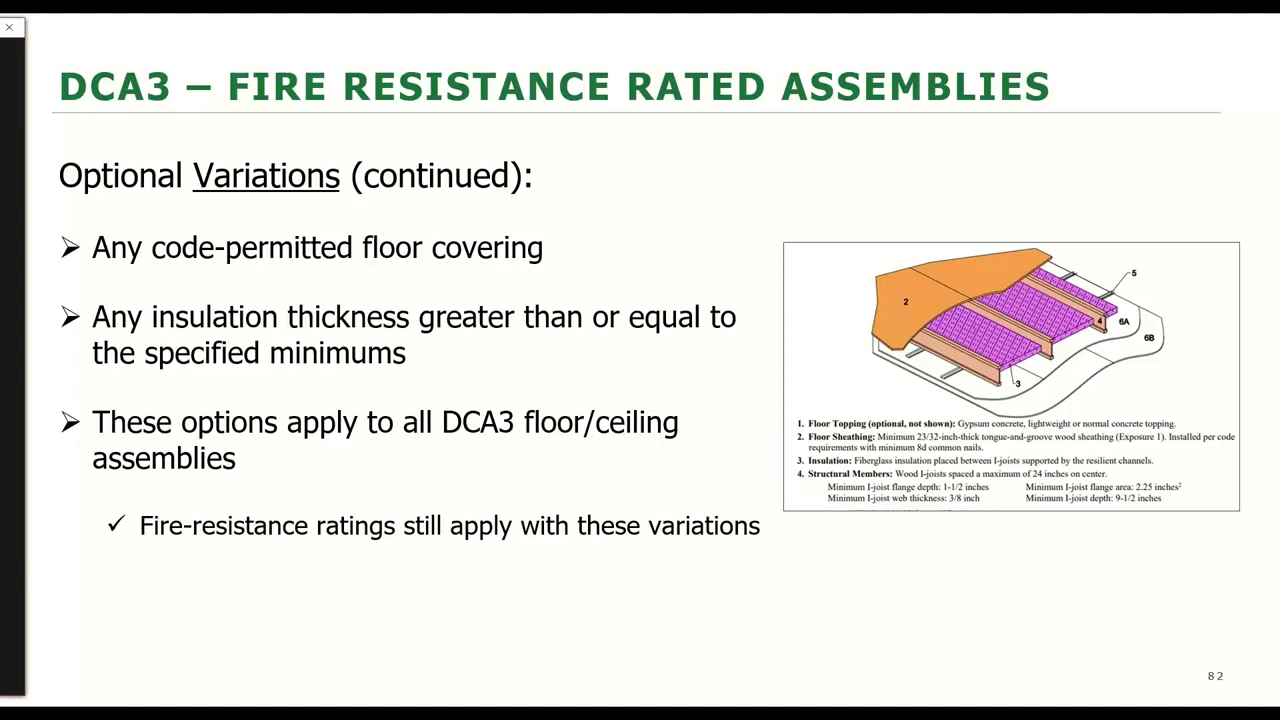 DCA3 – FIRE RESISTANCE RATED ASSEMBLIES
Optional Variations (continued):
➢ Any code-permitted floor covering
➢ Any insulation thickness greater than or equal to
the specified minimums
➢ These options apply to all DCA3 floor/ceiling
assemblies
✓ Fire-resistance ratings still apply with these variations
2
5
4
6A
6B
3
1. Floor Topping (optional, not shown): Gypsum concrete, lightweight or normal concrete topping.
2. Floor Sheathing: Minimum 23/32-inch-thick tongue-and-groove wood sheathing (Exposure 1). Installed per code
requirements with minimum 8d common nails.
3. Insulation: Fiberglass insulation placed between I-joists supported by the resilient channels.
4. Structural Members: Wood I-joists spaced a maximum of 24 inches on center.
Minimum I-joist flange depth: 1-1/2 inches Minimum I-joist flange area: 2.25 inches²
Minimum I-joist web thickness: 3/8 inch Minimum I-joist depth: 9-1/2 inches
82